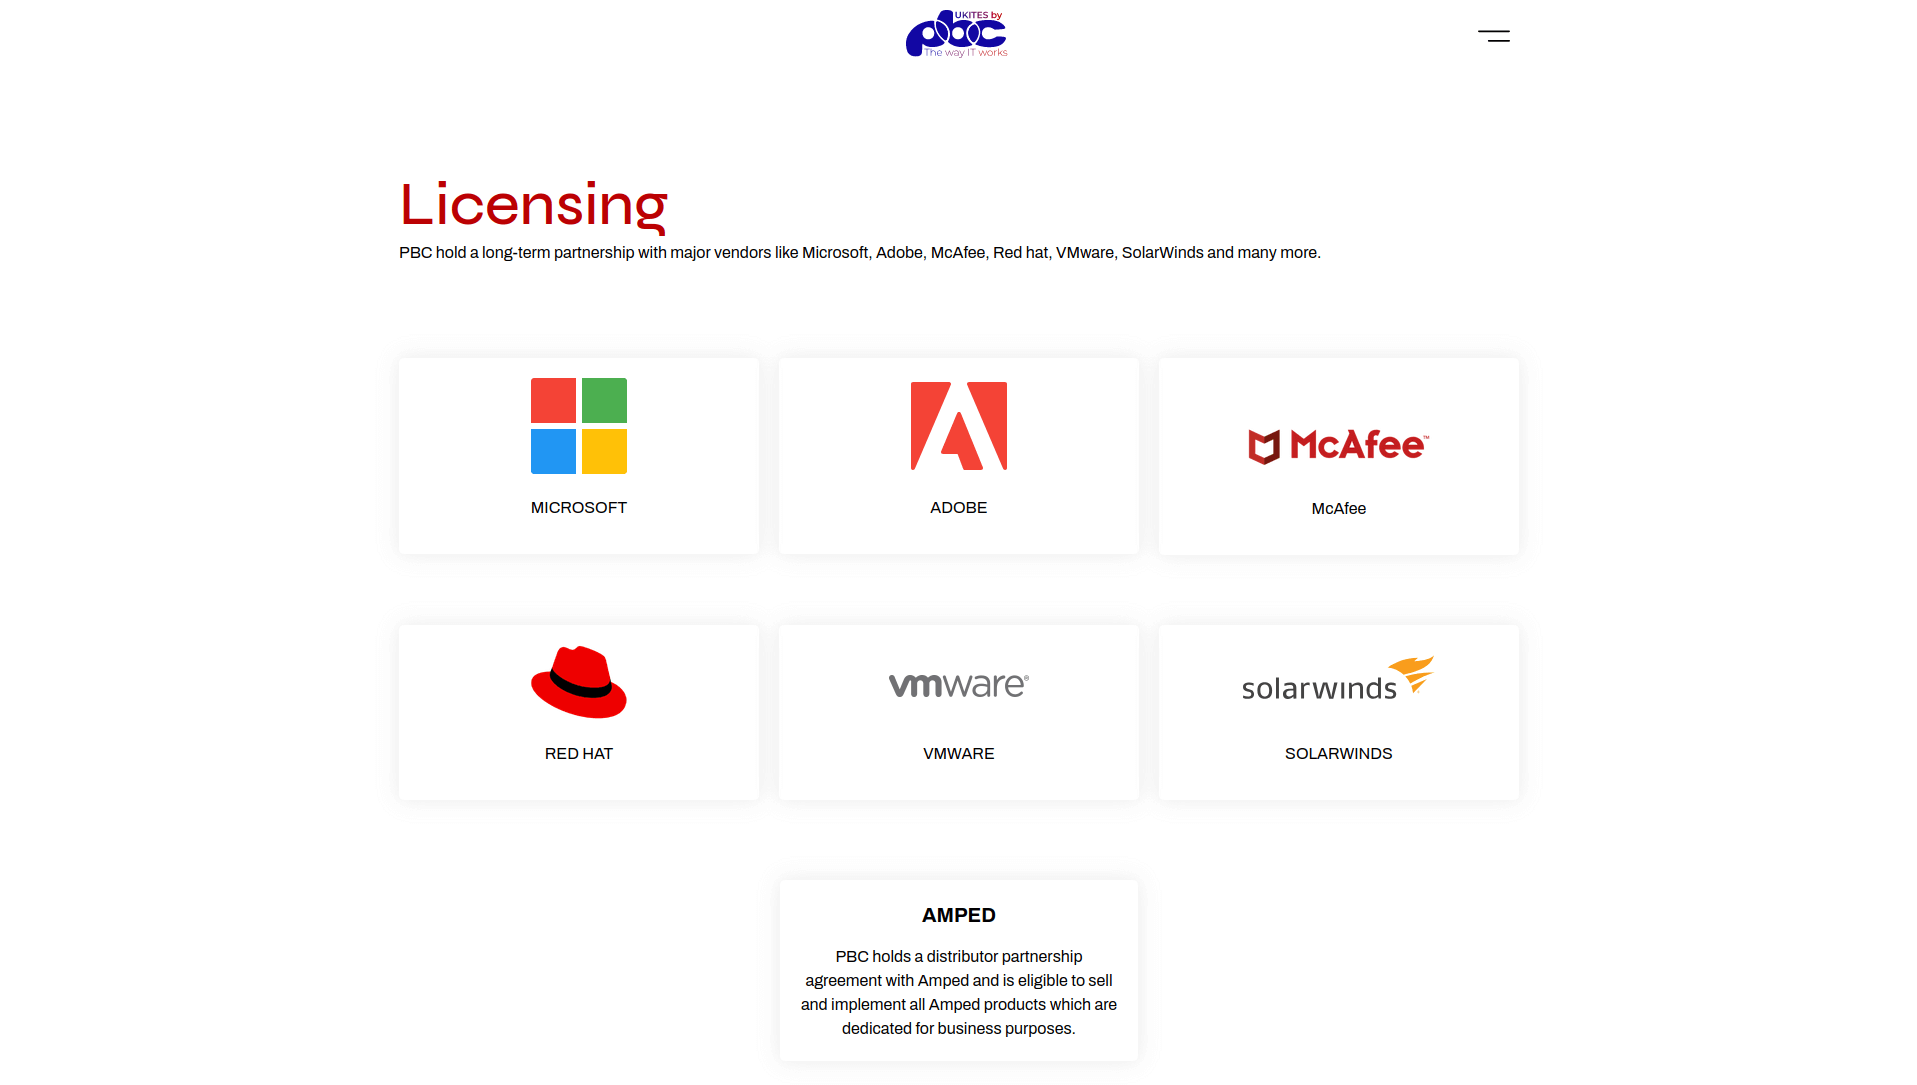 UKITES by
pbc
The way IT works
Licensing
PBC hold a long-term partnership with major vendors like Microsoft, Adobe, McAfee, Red hat, VMware, SolarWinds and many more.
MICROSOFT
ADOBE
McAfee™
McAfee
RED HAT
vmware®
VMWARE
solarwinds
SOLARWINDS
AMPED
PBC holds a distributor partnership
agreement with Amped and is eligible to sell
and implement all Amped products which are
dedicated for business purposes.